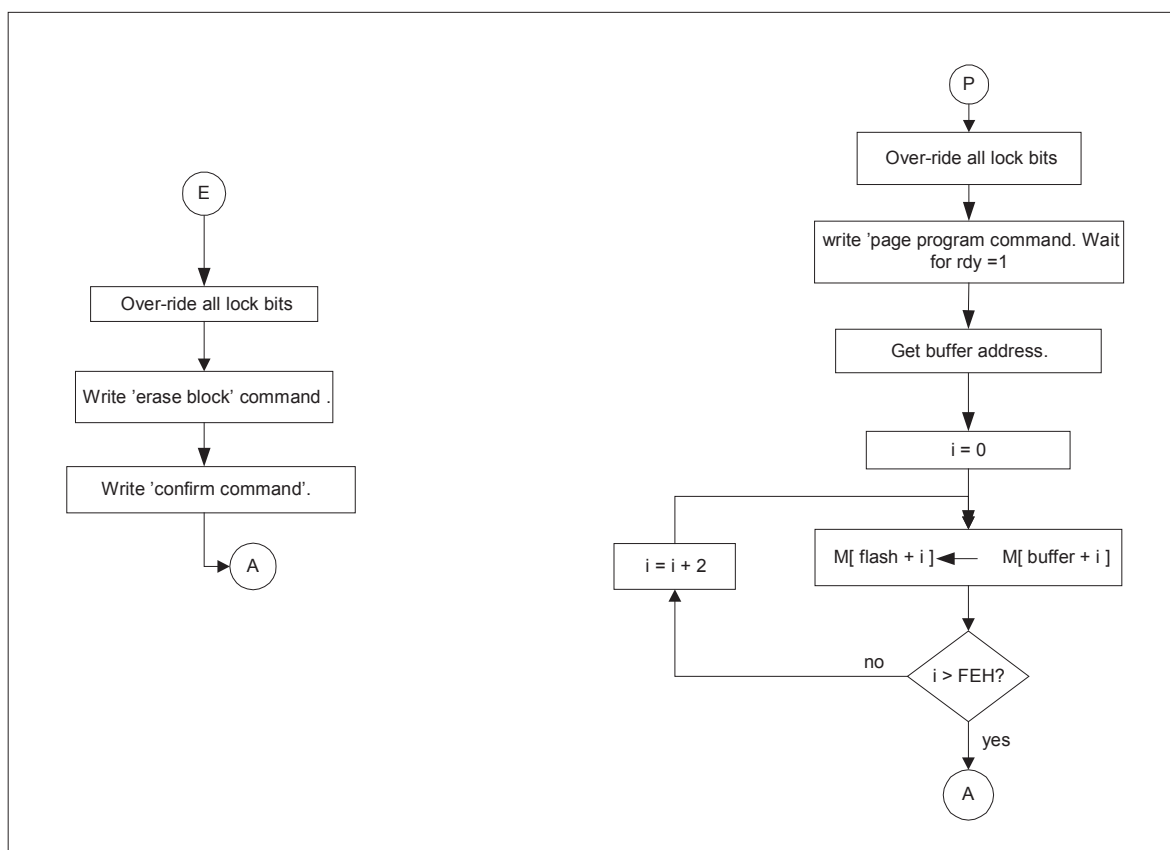 E
Over-ride all lock bits
Write ’erase block’ command .
Write ’confirm command’.
A
P
Over-ride all lock bits
write ’page program command. Wait
for rdy =1
Get buffer address.
i = 0
i = i + 2
M[ flash + i ] M[ buffer + i ]
no
i > FEH?
yes
A